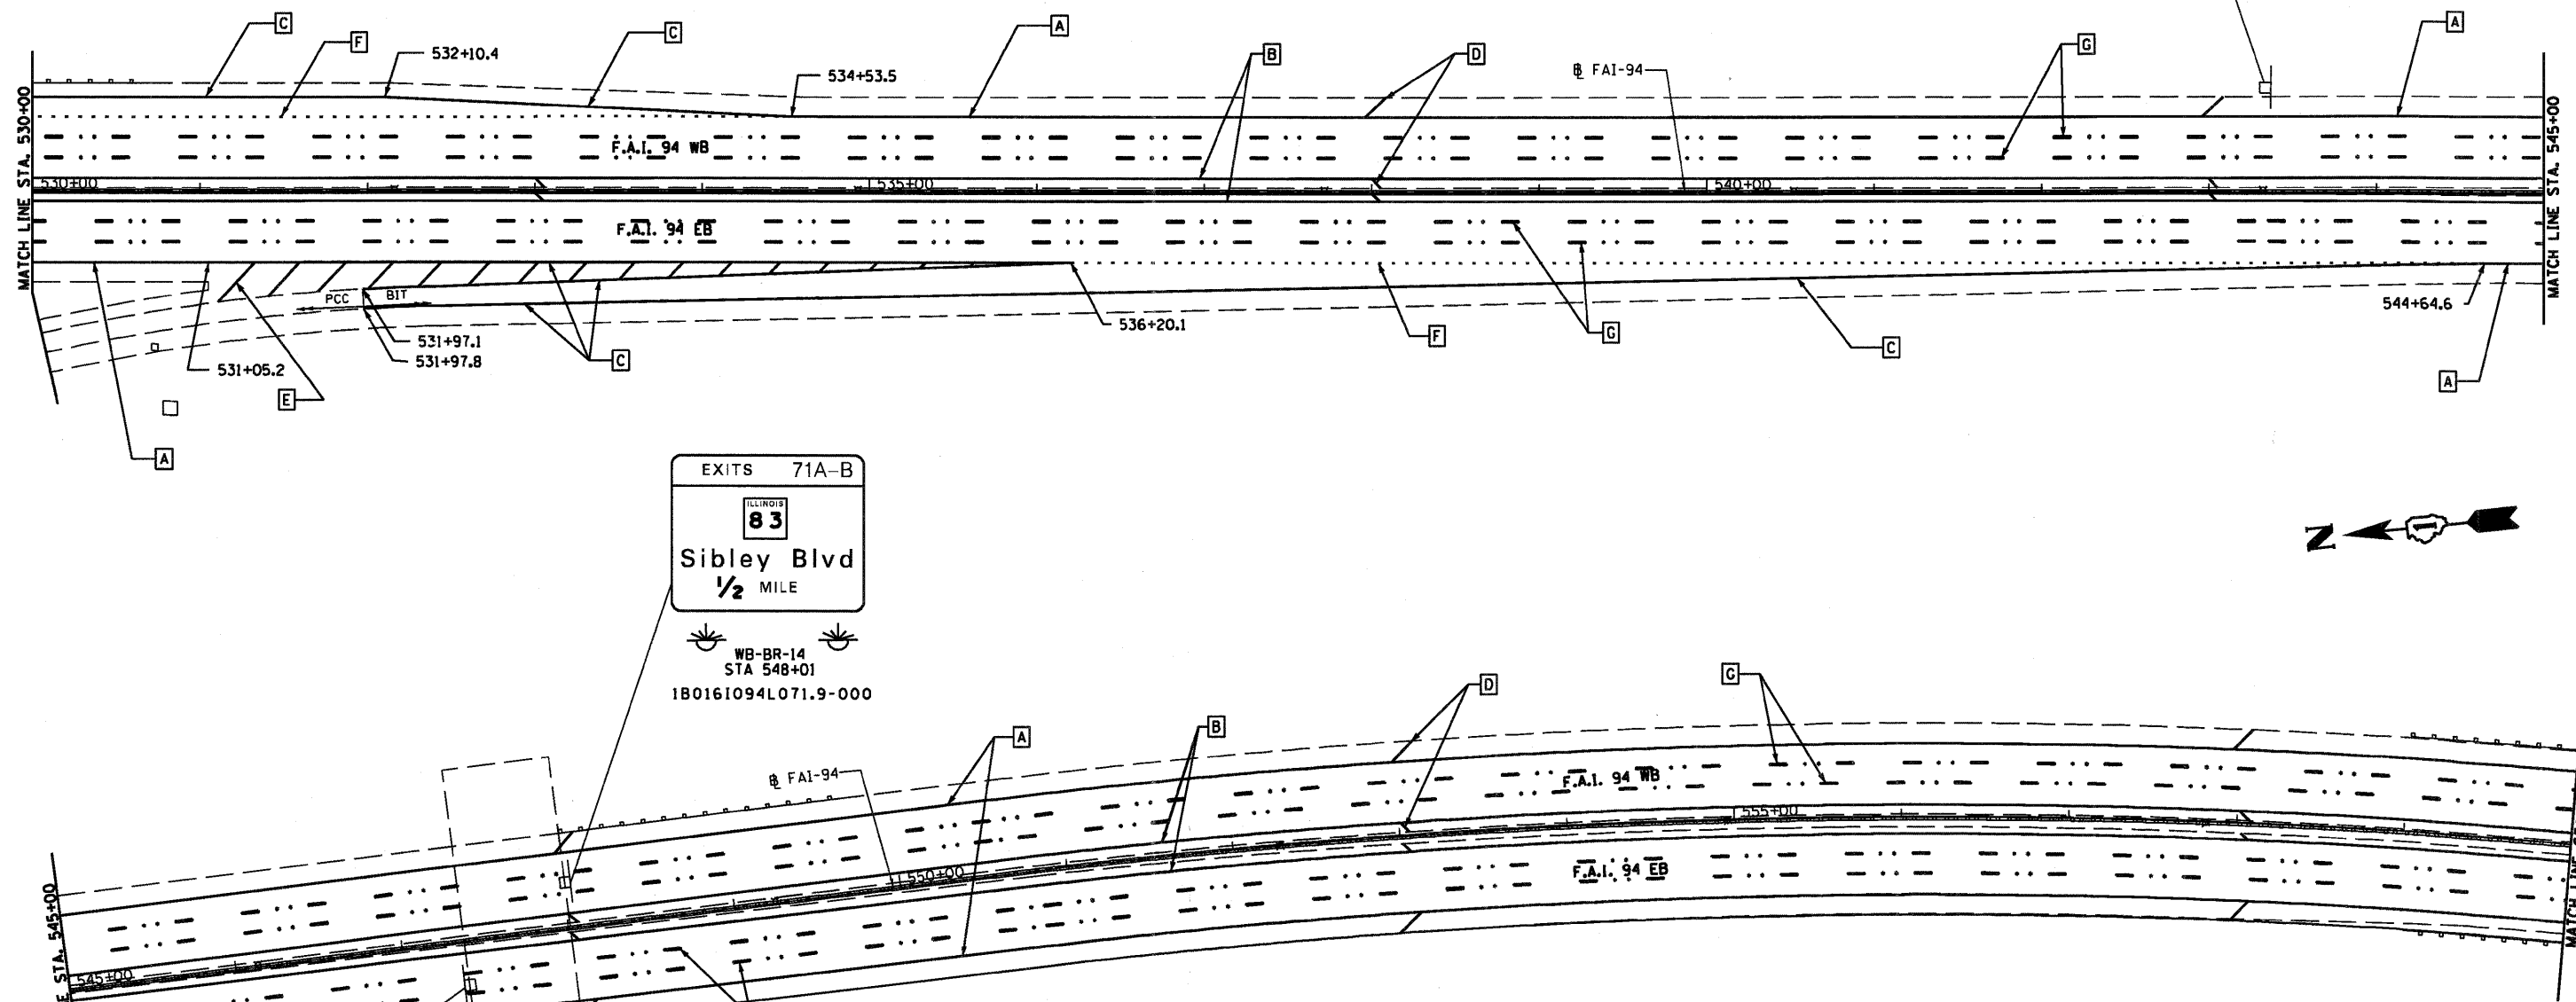 C
F
532+10.4
C
534+53.5
A
B
D
℄ FAI-94
G
A
MATCH LINE STA. 530+00
F.A.I. 94 WB
530+00
535+00
540+00
F.A.I. 94 EB
MATCH LINE STA. 545+00
PCC
BIT
531+97.1
531+97.8
531+05.2
E
C
A
536+20.1
F
G
C
544+64.6
A
EXITS 71A-B
ILLINOIS
83
Sibley Blvd
1/2 MILE
WB-BR-14
STA 548+01
1B016I094L071.9-000
N
A
B
D
G
℄ FAI-94
F.A.I. 94 WB
555+00
550+00
F.A.I. 94 EB
545+00
E STA. 545+00
MATCH LINE